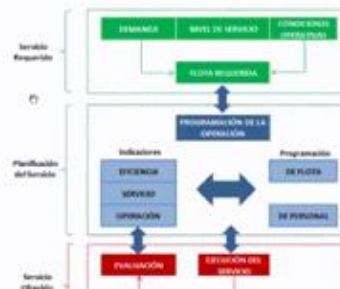 Servicio
Requerido
DEMANDA
NIVEL DE SERVICIO
CONDICIONES
OPERATIVAS
FLOTA REQUERIDA
PROGRAMACIÓN DE LA
OPERACIÓN
Planificación
del Servicio
Indicadores
EFICIENCIA
SERVICIO
OPERACIÓN
Programación
DE FLOTA
DE PERSONAL
Servicio
Ofrecido
EVALUACIÓN
EJECUCIÓN DEL
SERVICIO